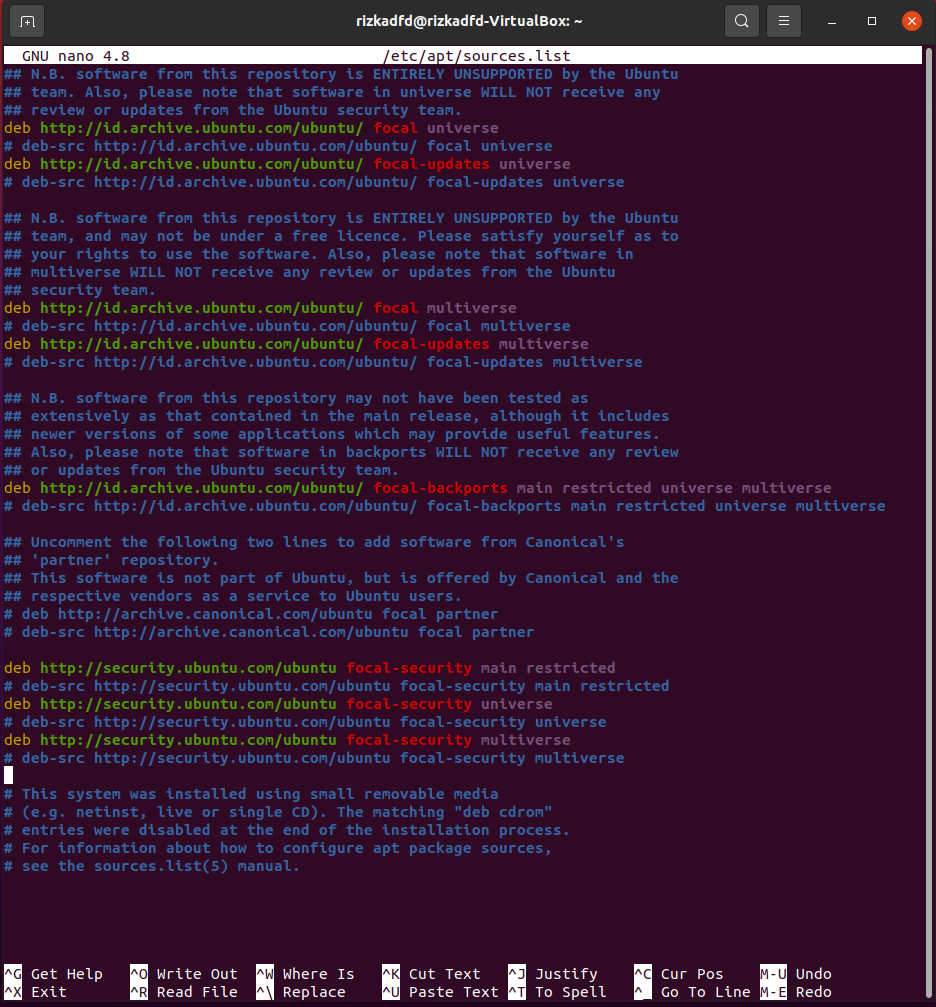 rizkadfd@rizkadfd-VirtualBox: ~
GNU nano 4.8 /etc/apt/sources.list
## N.B. software from this repository is ENTIRELY UNSUPPORTED by the Ubuntu
## team. Also, please note that software in universe WILL NOT receive any
## review or updates from the Ubuntu security team.
deb http://id.archive.ubuntu.com/ubuntu/ focal universe
# deb-src http://id.archive.ubuntu.com/ubuntu/ focal universe
deb http://id.archive.ubuntu.com/ubuntu/ focal-updates universe
# deb-src http://id.archive.ubuntu.com/ubuntu/ focal-updates universe
## N.B. software from this repository is ENTIRELY UNSUPPORTED by the Ubuntu
## team, and may not be under a free licence. Please satisfy yourself as to
## your rights to use the software. Also, please note that software in
## multiverse WILL NOT receive any review or updates from the Ubuntu
## security team.
deb http://id.archive.ubuntu.com/ubuntu/ focal multiverse
# deb-src http://id.archive.ubuntu.com/ubuntu/ focal multiverse
deb http://id.archive.ubuntu.com/ubuntu/ focal-updates multiverse
# deb-src http://id.archive.ubuntu.com/ubuntu/ focal-updates multiverse
## N.B. software from this repository may not have been tested as
## extensively as that contained in the main release, although it includes
## newer versions of some applications which may provide useful features.
## Also, please note that software in backports WILL NOT receive any review
## or updates from the Ubuntu security team.
deb http://id.archive.ubuntu.com/ubuntu/ focal-backports main restricted universe multiverse
# deb-src http://id.archive.ubuntu.com/ubuntu/ focal-backports main restricted universe multiverse
## Uncomment the following two lines to add software from Canonical's
## 'partner' repository.
## This software is not part of Ubuntu, but is offered by Canonical and the
## respective vendors as a service to Ubuntu users.
# deb http://archive.canonical.com/ubuntu focal partner
# deb-src http://archive.canonical.com/ubuntu focal partner
deb http://security.ubuntu.com/ubuntu focal-security main restricted
# deb-src http://security.ubuntu.com/ubuntu focal-security main restricted
deb http://security.ubuntu.com/ubuntu focal-security universe
# deb-src http://security.ubuntu.com/ubuntu focal-security universe
deb http://security.ubuntu.com/ubuntu focal-security multiverse
# deb-src http://security.ubuntu.com/ubuntu focal-security multiverse
# This system was installed using small removable media
# (e.g. netinst, live or single CD). The matching "deb cdrom"
# entries were disabled at the end of the installation process.
# For information about how to configure apt package sources,
# see the sources.list(5) manual.
^G Get Help ^O Write Out ^W Where Is ^K Cut Text ^J Justify ^C Cur Pos M-U Undo
^X Exit ^R Read File ^\ Replace ^U Paste Text ^T To Spell ^_ Go To Line M-E Redo